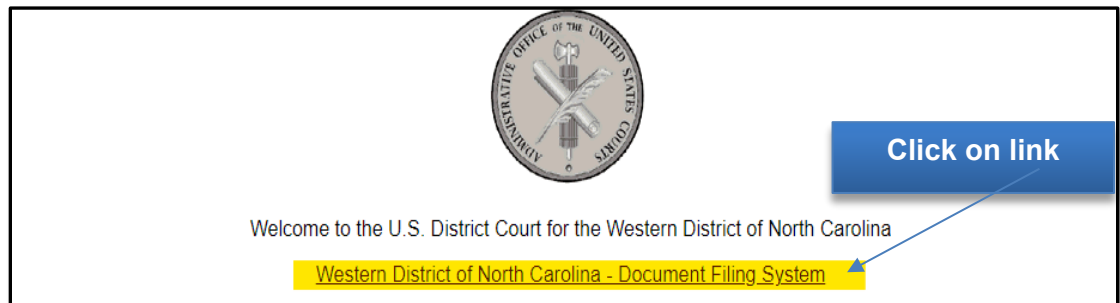 ADMINISTRATIVE OFFICE OF THE UNITED STATES COURTS
Click on link
Welcome to the U.S. District Court for the Western District of North Carolina
Western District of North Carolina - Document Filing System